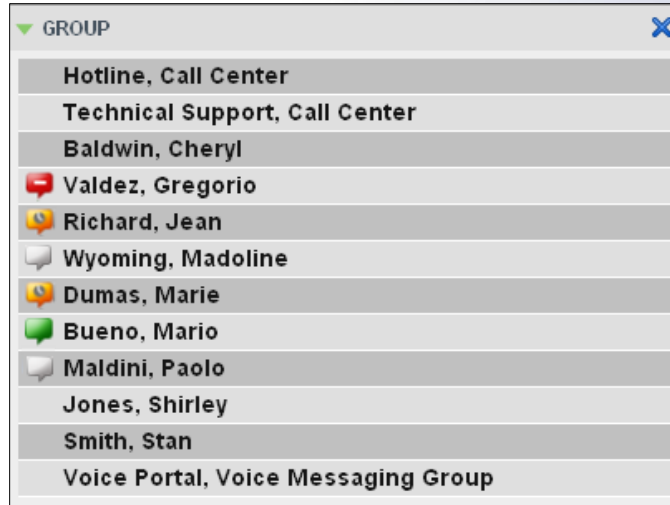 GROUP
Hotline, Call Center
Technical Support, Call Center
Baldwin, Cheryl
Valdez, Gregorio
Richard, Jean
Wyoming, Madoline
Dumas, Marie
Bueno, Mario
Maldini, Paolo
Jones, Shirley
Smith, Stan
Voice Portal, Voice Messaging Group